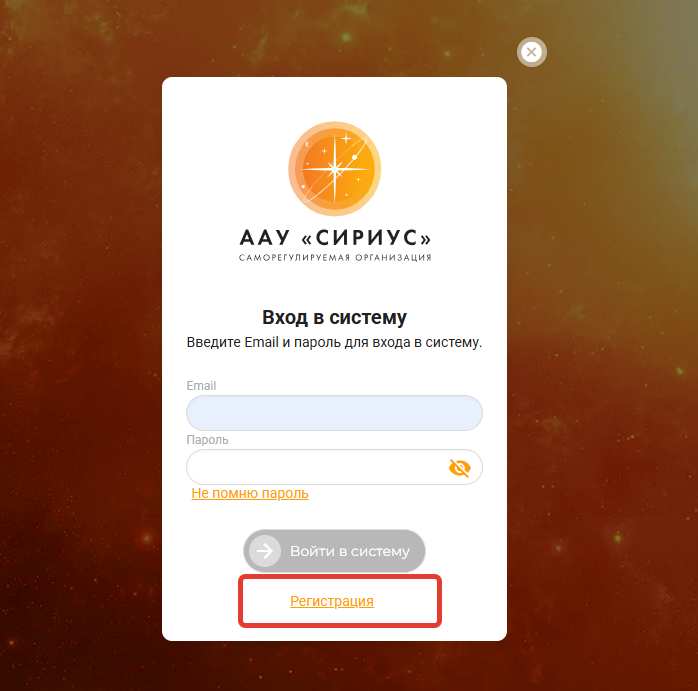 ААУ «СИРИУС»
САМОРЕГУЛИРУЕМАЯ ОРГАНИЗАЦИЯ
Вход в систему
Введите Email и пароль для входа в систему.
Email
Пароль
Не помню пароль
Войти в систему
Регистрация